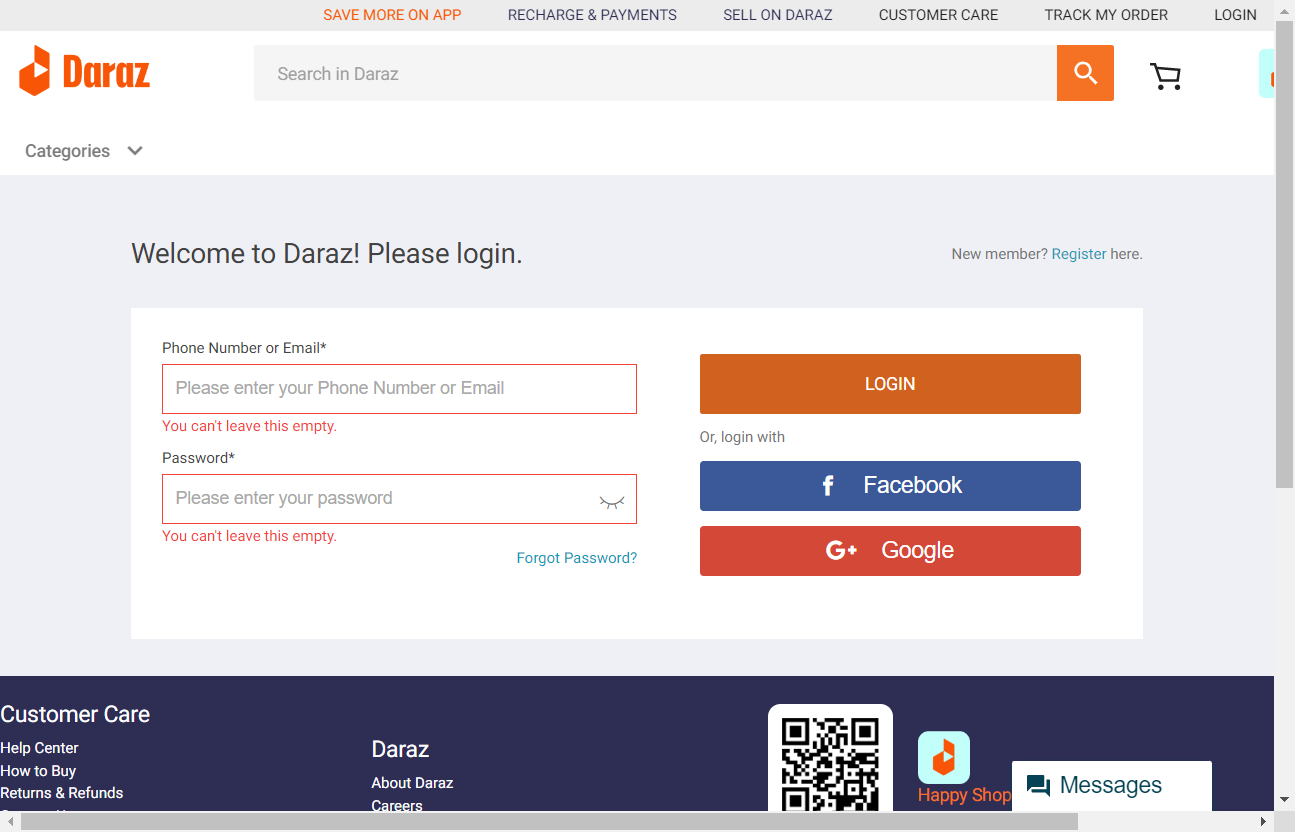 SAVE MORE ON APP RECHARGE & PAYMENTS SELL ON DARAZ CUSTOMER CARE TRACK MY ORDER LOGIN
Daraz
Search in Daraz
Categories
Welcome to Daraz! Please login.
New member? Register here.
Phone Number or Email*
Please enter your Phone Number or Email
You can't leave this empty.
Password*
Please enter your password
You can't leave this empty.
Forgot Password?
LOGIN
Or, login with
Facebook
G+ Google
Customer Care
Help Center
How to Buy
Returns & Refunds
Daraz
About Daraz
Careers
Happy Shop
Messages